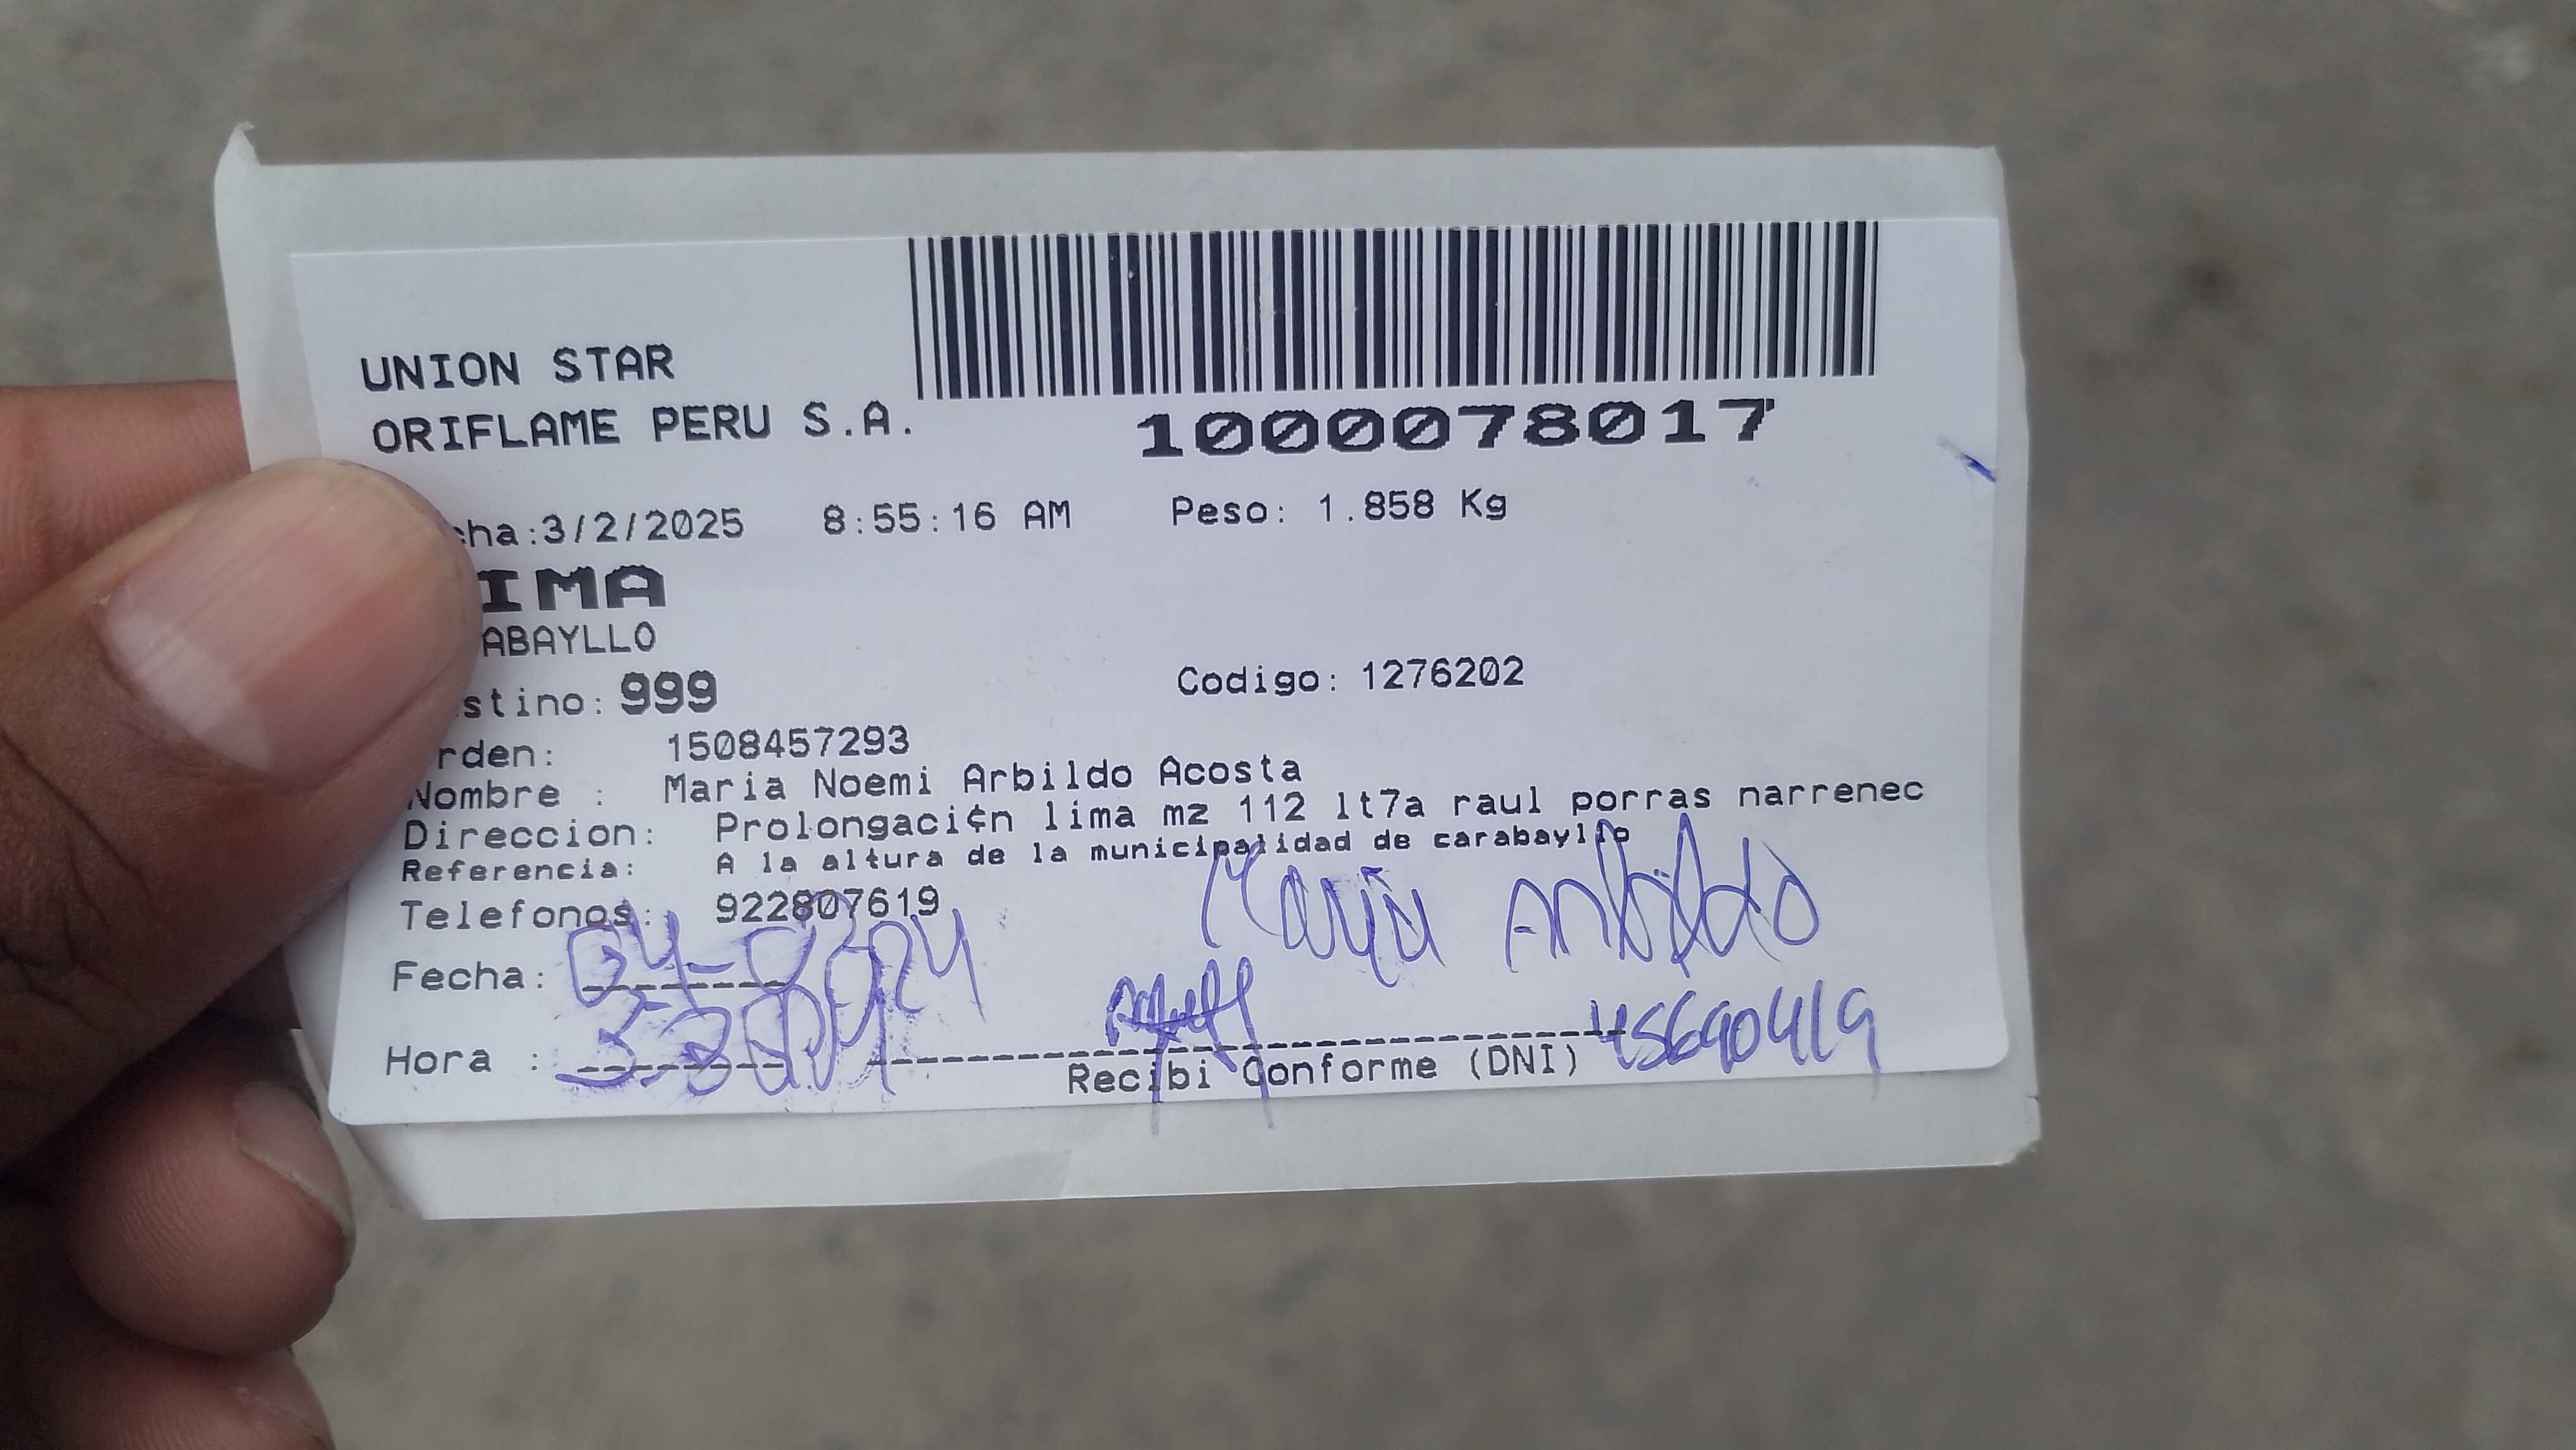 UNION STAR
ORIFLAME PERU S.A.
1000078017
cha:3/2/2025 8:55:16 AM Peso: 1.858 Kg
IMA
ABAYLLO
stino: 999 Codigo: 1276202
rden: 1508457293
Nombre : Maria Noemi Arbildo Acosta
Direccion: Prolongaci¢n lima mz 112 lt7a raul porras narrenec
Referencia: A la altura de la municipalidad de carabayllo
Telefonos: 922807619
Maria Arbildo
Fecha:
Hora :
Recibi Conforme (DNI) 45690419